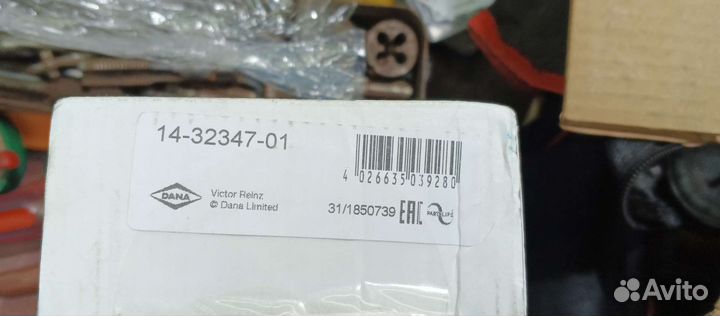 14-32347-01
4 026635 039280
DANA
Victor Reinz
© Dana Limited
31/1850739
EAC
PARTSLIFE
Avito